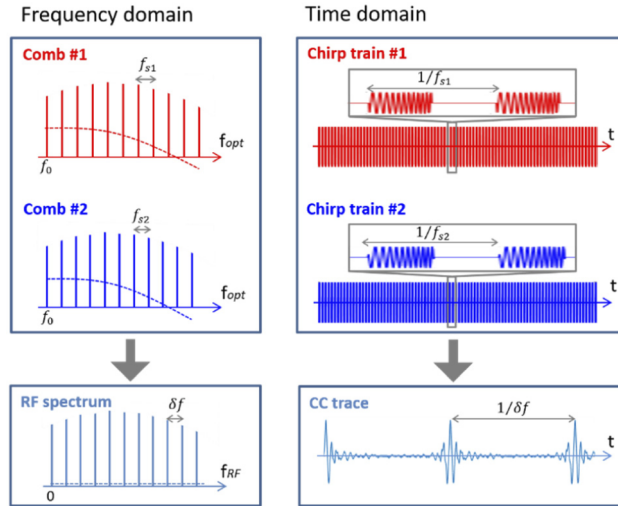 Frequency domain
Comb #1
fs1
fopt
f0
Comb #2
fs2
fopt
f0
RF spectrum
δf
fRF
0
Time domain
Chirp train #1
1/fs1
t
Chirp train #2
1/fs2
t
CC trace
1/δf
t